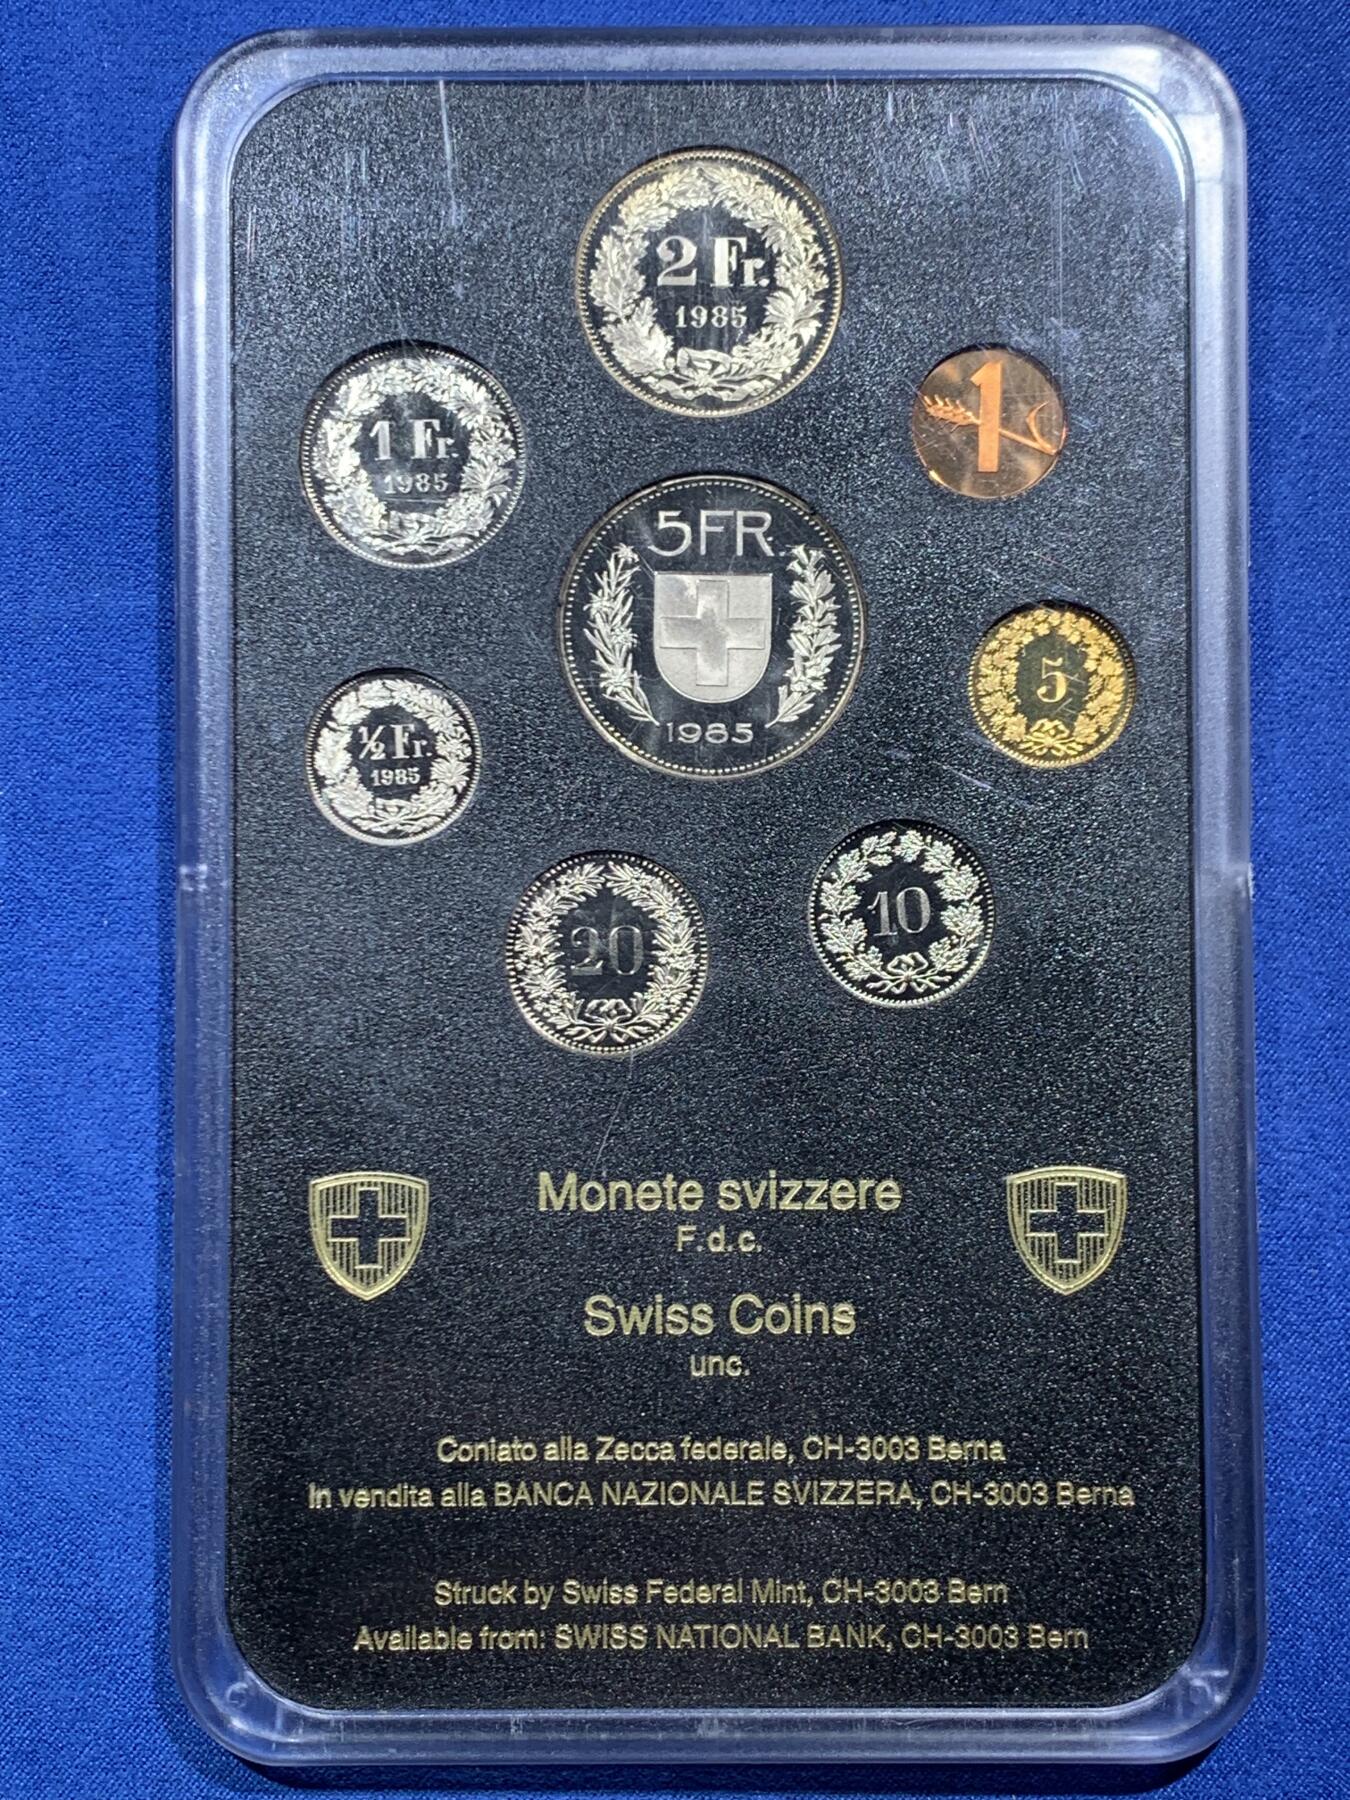 2 Fr.
1985
1 Fr.
1985
1
5 FR.
1985
5
½ Fr.
1985
20
10
Monete svizzere
F.d.c.
Swiss Coins
unc.
Coniato alla Zecca federale, CH-3003 Berna
In vendita alla BANCA NAZIONALE SVIZZERA, CH-3003 Berna
Struck by Swiss Federal Mint, CH-3003 Bern
Available from: SWISS NATIONAL BANK, CH-3003 Bern